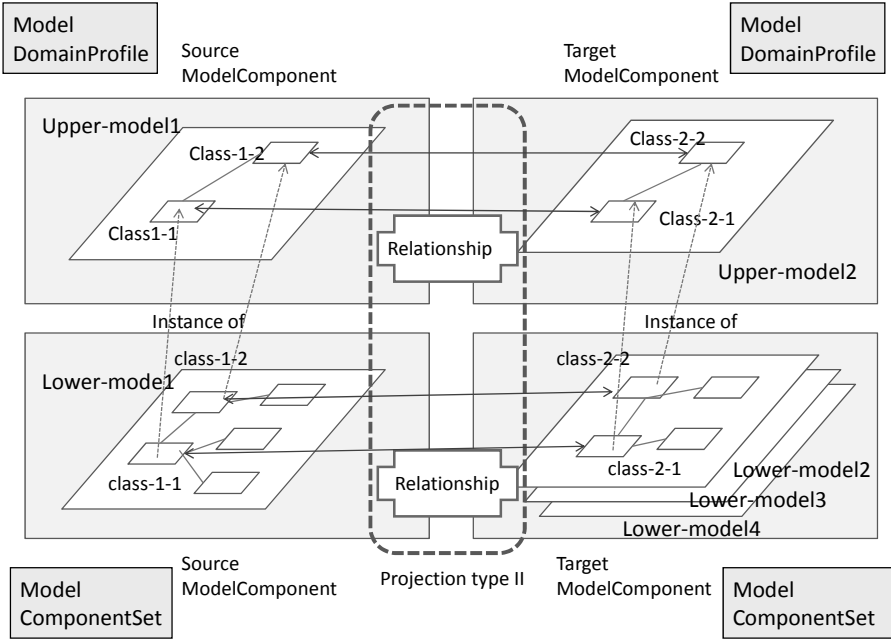 Model
DomainProfile
Source
ModelComponent
Target
ModelComponent
Model
DomainProfile
Upper-model1
Class-1-2
Class1-1
Class-2-2
Class-2-1
Relationship
Upper-model2
Instance of
Instance of
class-1-2
Lower-mode1
class-1-1
class-2-2
class-2-1
Relationship
Lower-model2
Lower-model3
Lower-model4
Source
ModelComponent
Projection type II
Target
ModelComponent
Model
ComponentSet
Model
ComponentSet